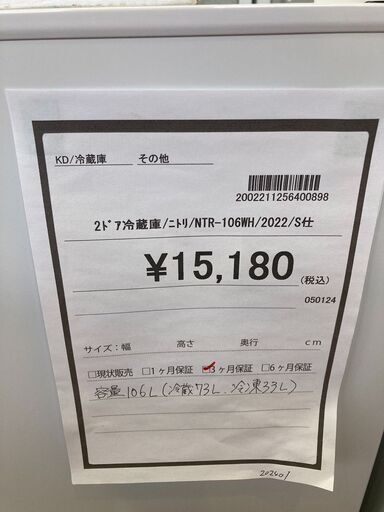 KD/冷蔵庫 その他
2002211256400898
2ドア冷蔵庫/ニトリ/NTR-106WH/2022/S仕
¥15,180
(税込)
050124
サイズ:幅 高さ 奥行 cm
□現状販売 □1ヶ月保証 ☑3ヶ月保証 □6ヶ月保証
容量106L(冷蔵73L、冷凍33L)
202401